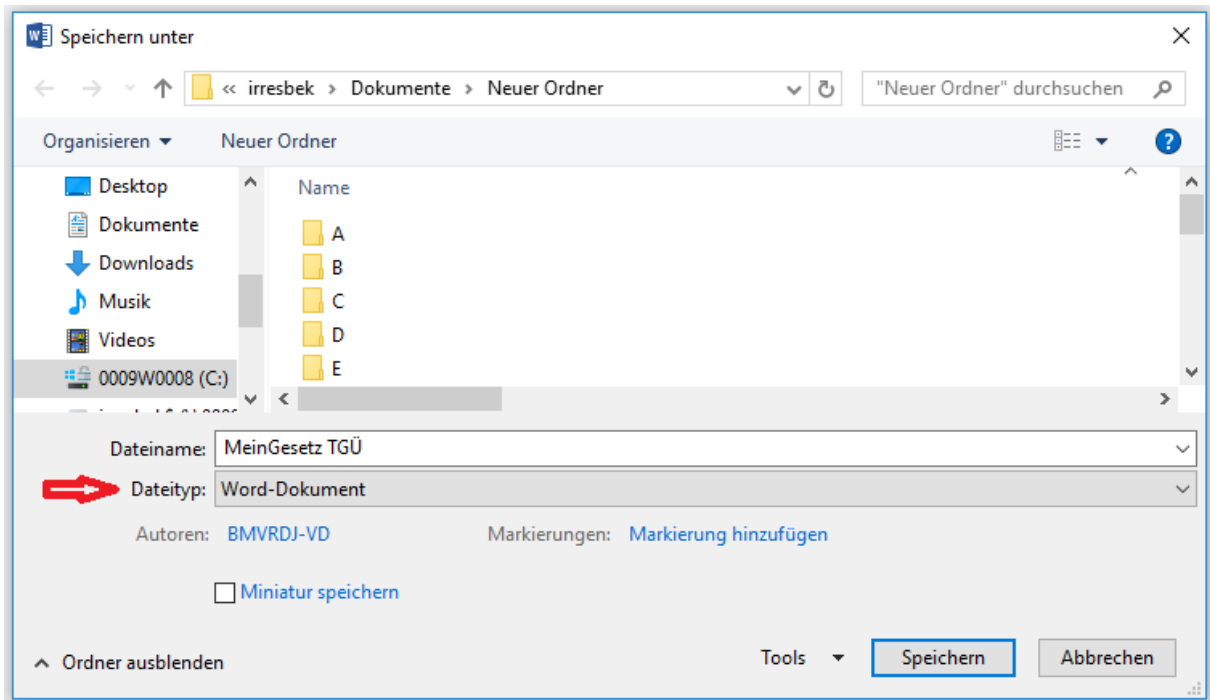 Speichern unter
« irresbek › Dokumente › Neuer Ordner
"Neuer Ordner" durchsuchen
Organisieren
Neuer Ordner
Desktop
Dokumente
Downloads
Musik
Videos
0009W0008 (C:)
Name
A
B
C
D
E
Dateiname: MeinGesetz TGÜ
Dateityp: Word-Dokument
Autoren: BMVRDJ-VD Markierungen: Markierung hinzufügen
Miniatur speichern
Ordner ausblenden
Tools
Speichern
Abbrechen